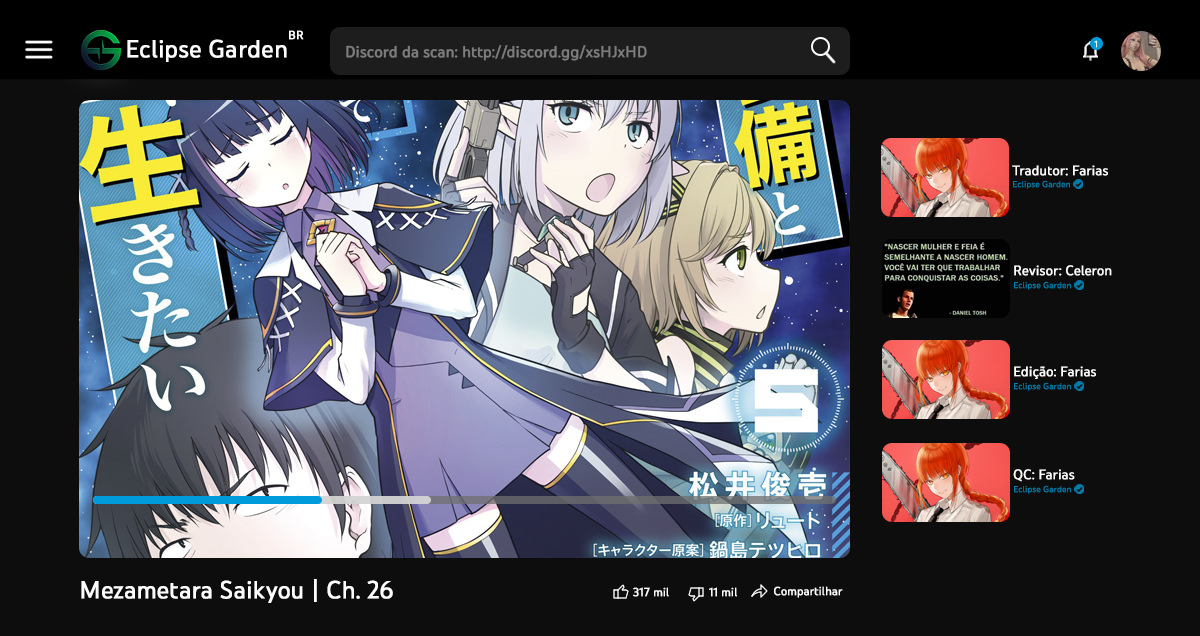 Eclipse Garden BR
Discord da scan: http://discord.gg/xsHJxHD
1
生きたい
で
備と
5
松井俊壱
[原作]リュート
[キャラクター原案]鍋島テツヒロ
Tradutor: Farias
Eclipse Garden
"NASCER MULHER E FEIA É
SEMELHANTE A NASCER HOMEM.
VOCÊ VAI TER QUE TRABALHAR
PARA CONQUISTAR AS COISAS."
- DANIEL TOSH
Revisor: Celeron
Eclipse Garden
Edição: Farias
Eclipse Garden
QC: Farias
Eclipse Garden
Mezametara Saikyou | Ch. 26
317 mil
11 mil
Compartilhar